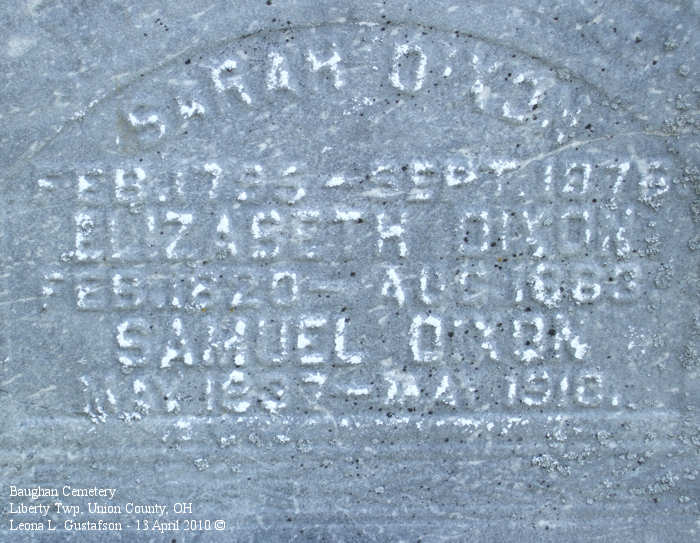 SARAH DIXON
FEB. 1795 - SEPT. 1878
ELIZABETH DIXON
FEB. 1820 - AUG. 1883.
SAMUEL DIXON
MAY 1837 - MAY 1918.
Baughan Cemetery
Liberty Twp, Union County, OH
Leona L. Gustafson - 13 April 2010 ©